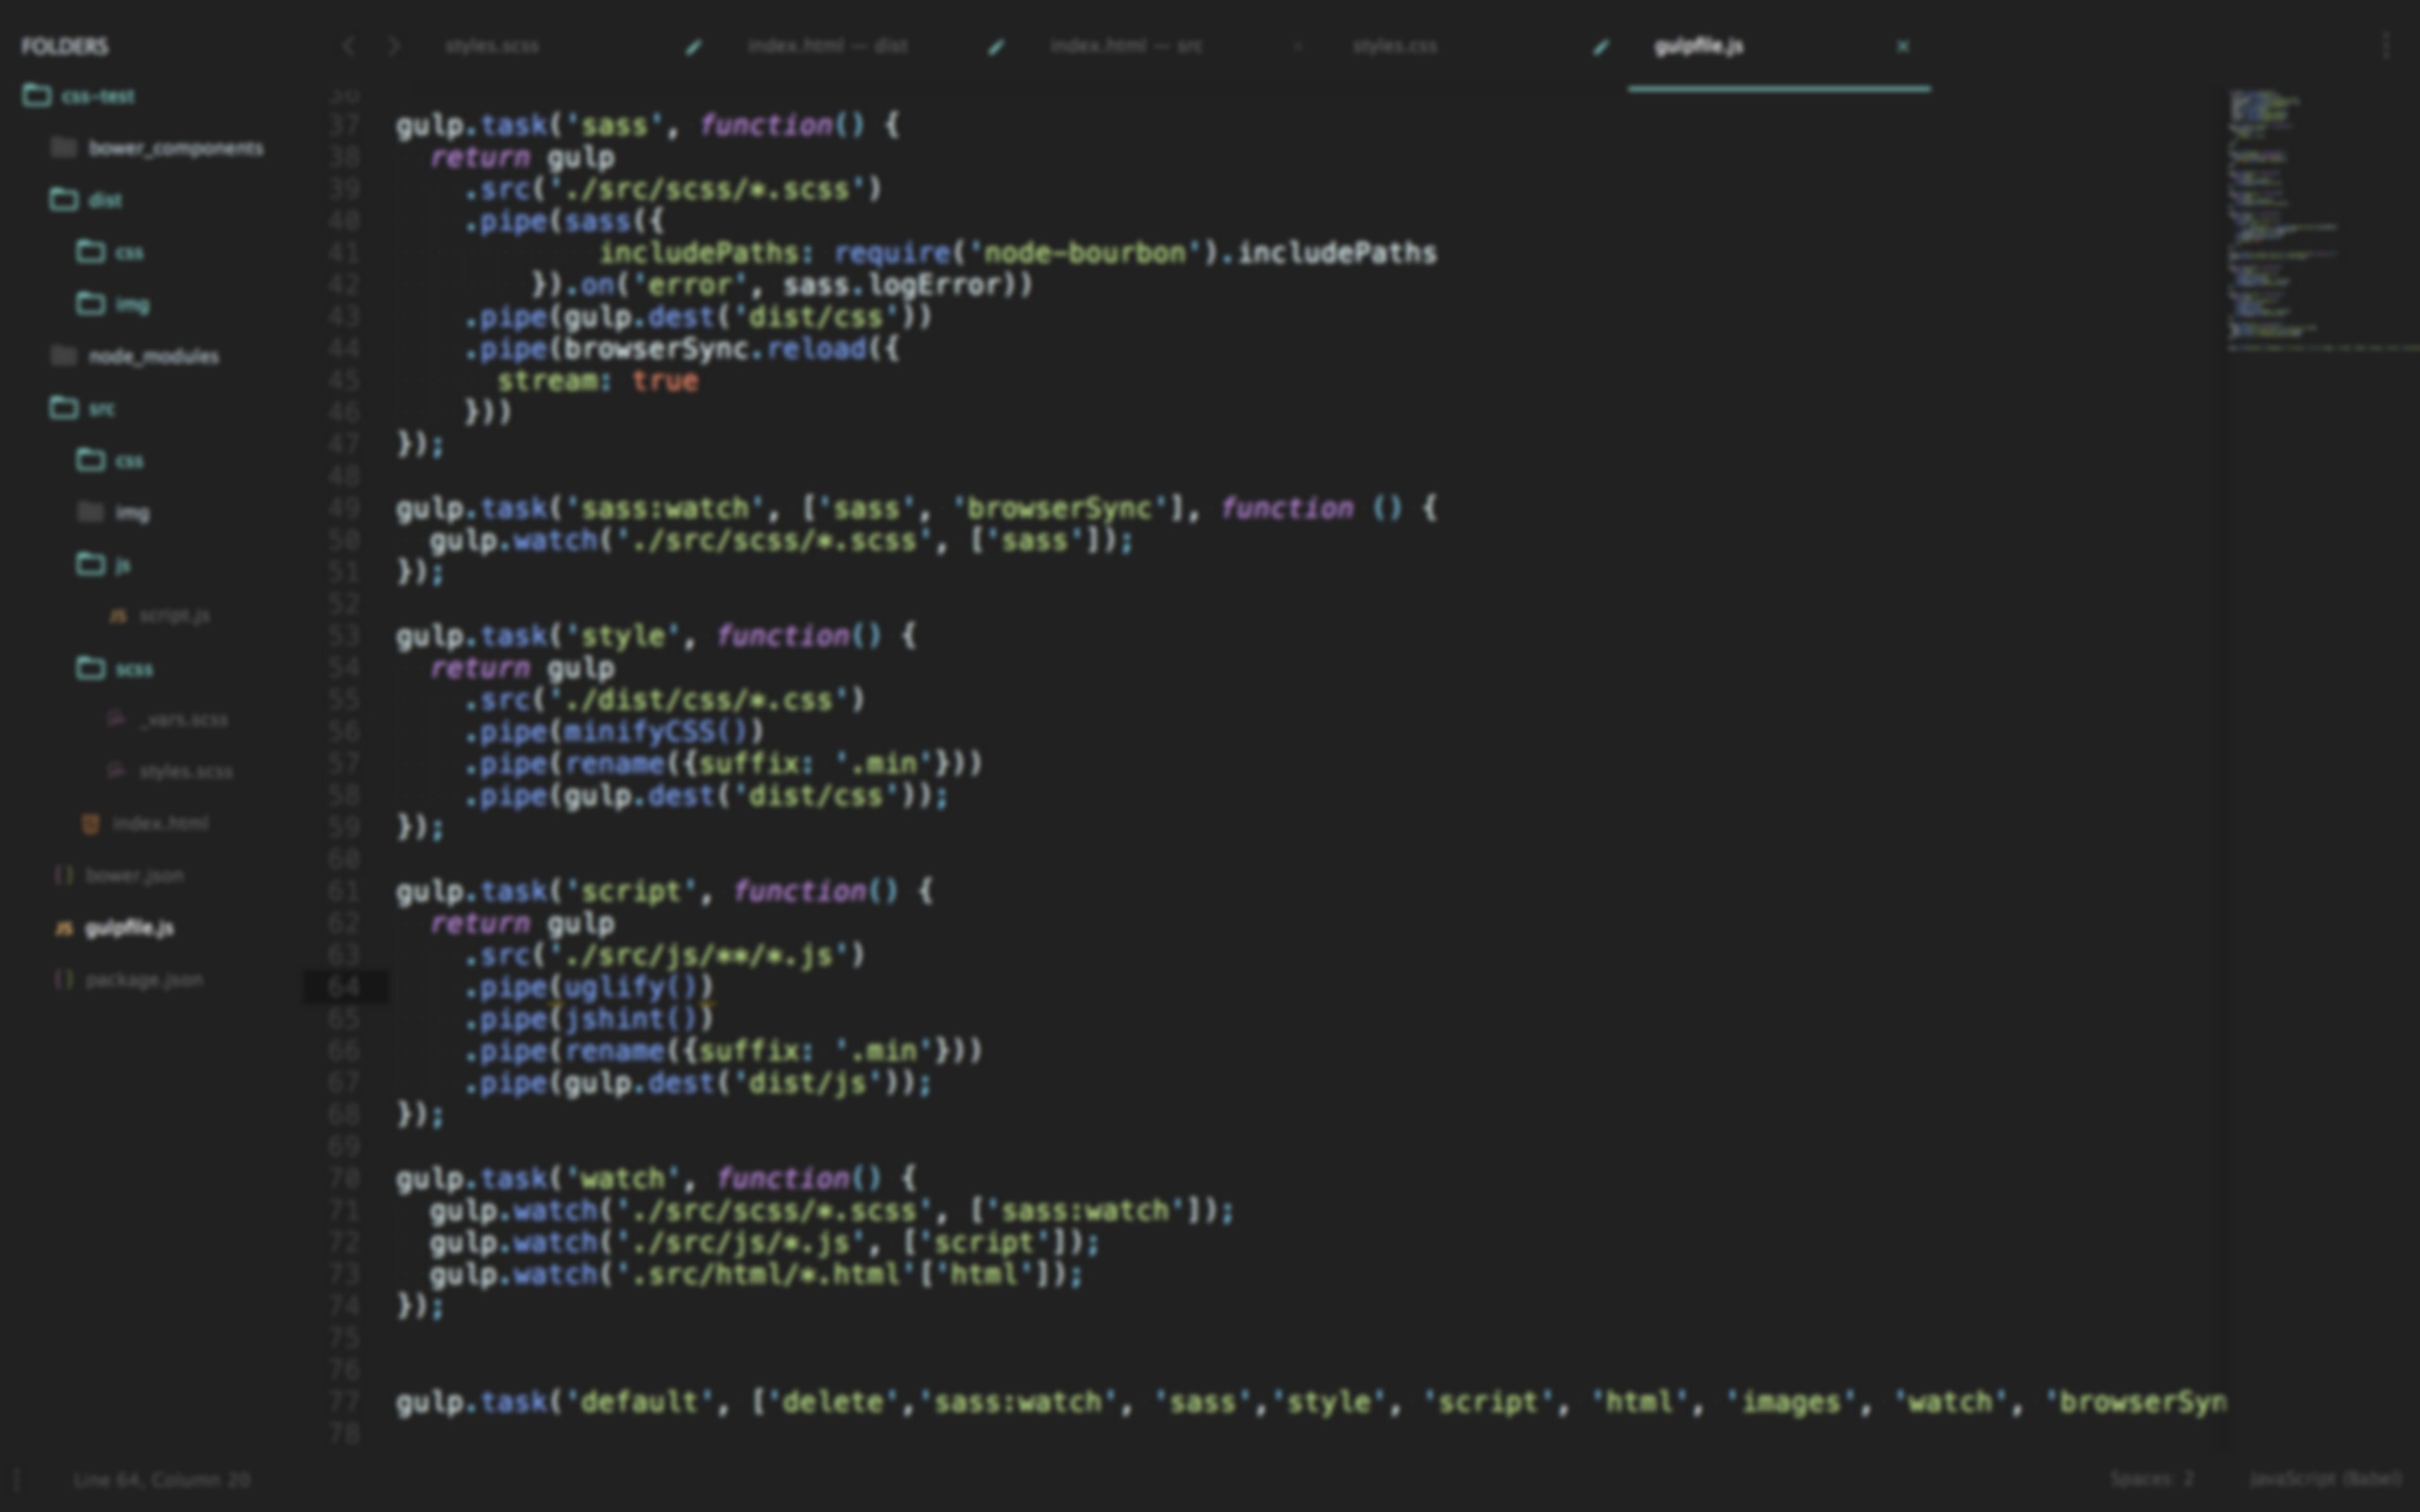 FOLDERS
css-test
bower_components
dist
css
img
node_modules
src
css
img
js
JS script.js
scss
_vars.scss
styles.scss
index.html
{} bower.json
JS gulpfile.js
{} package.json
styles.scss index.html — dist index.html — src × styles.css gulpfile.js ×
36
37 gulp.task('sass', function() {
38   return gulp
39     .src('./src/scss/*.scss')
40     .pipe(sass({
41             includePaths: require('node-bourbon').includePaths
42         }).on('error', sass.logError))
43     .pipe(gulp.dest('dist/css'))
44     .pipe(browserSync.reload({
45       stream: true
46     }))
47 });
48
49 gulp.task('sass:watch', ['sass', 'browserSync'], function () {
50   gulp.watch('./src/scss/*.scss', ['sass']);
51 });
52
53 gulp.task('style', function() {
54   return gulp
55     .src('./dist/css/*.css')
56     .pipe(minifyCSS())
57     .pipe(rename({suffix: '.min'}))
58     .pipe(gulp.dest('dist/css'));
59 });
60
61 gulp.task('script', function() {
62   return gulp
63     .src('./src/js/**/*.js')
64     .pipe(uglify())
65     .pipe(jshint())
66     .pipe(rename({suffix: '.min'}))
67     .pipe(gulp.dest('dist/js'));
68 });
69
70 gulp.task('watch', function() {
71   gulp.watch('./src/scss/*.scss', ['sass:watch']);
72   gulp.watch('./src/js/*.js', ['script']);
73   gulp.watch('.src/html/*.html'['html']);
74 });
75
76
77 gulp.task('default', ['delete','sass:watch', 'sass','style', 'script', 'html', 'images', 'watch', 'browserSyn
78
Line 64, Column 20 Spaces: 2 JavaScript (Babel)